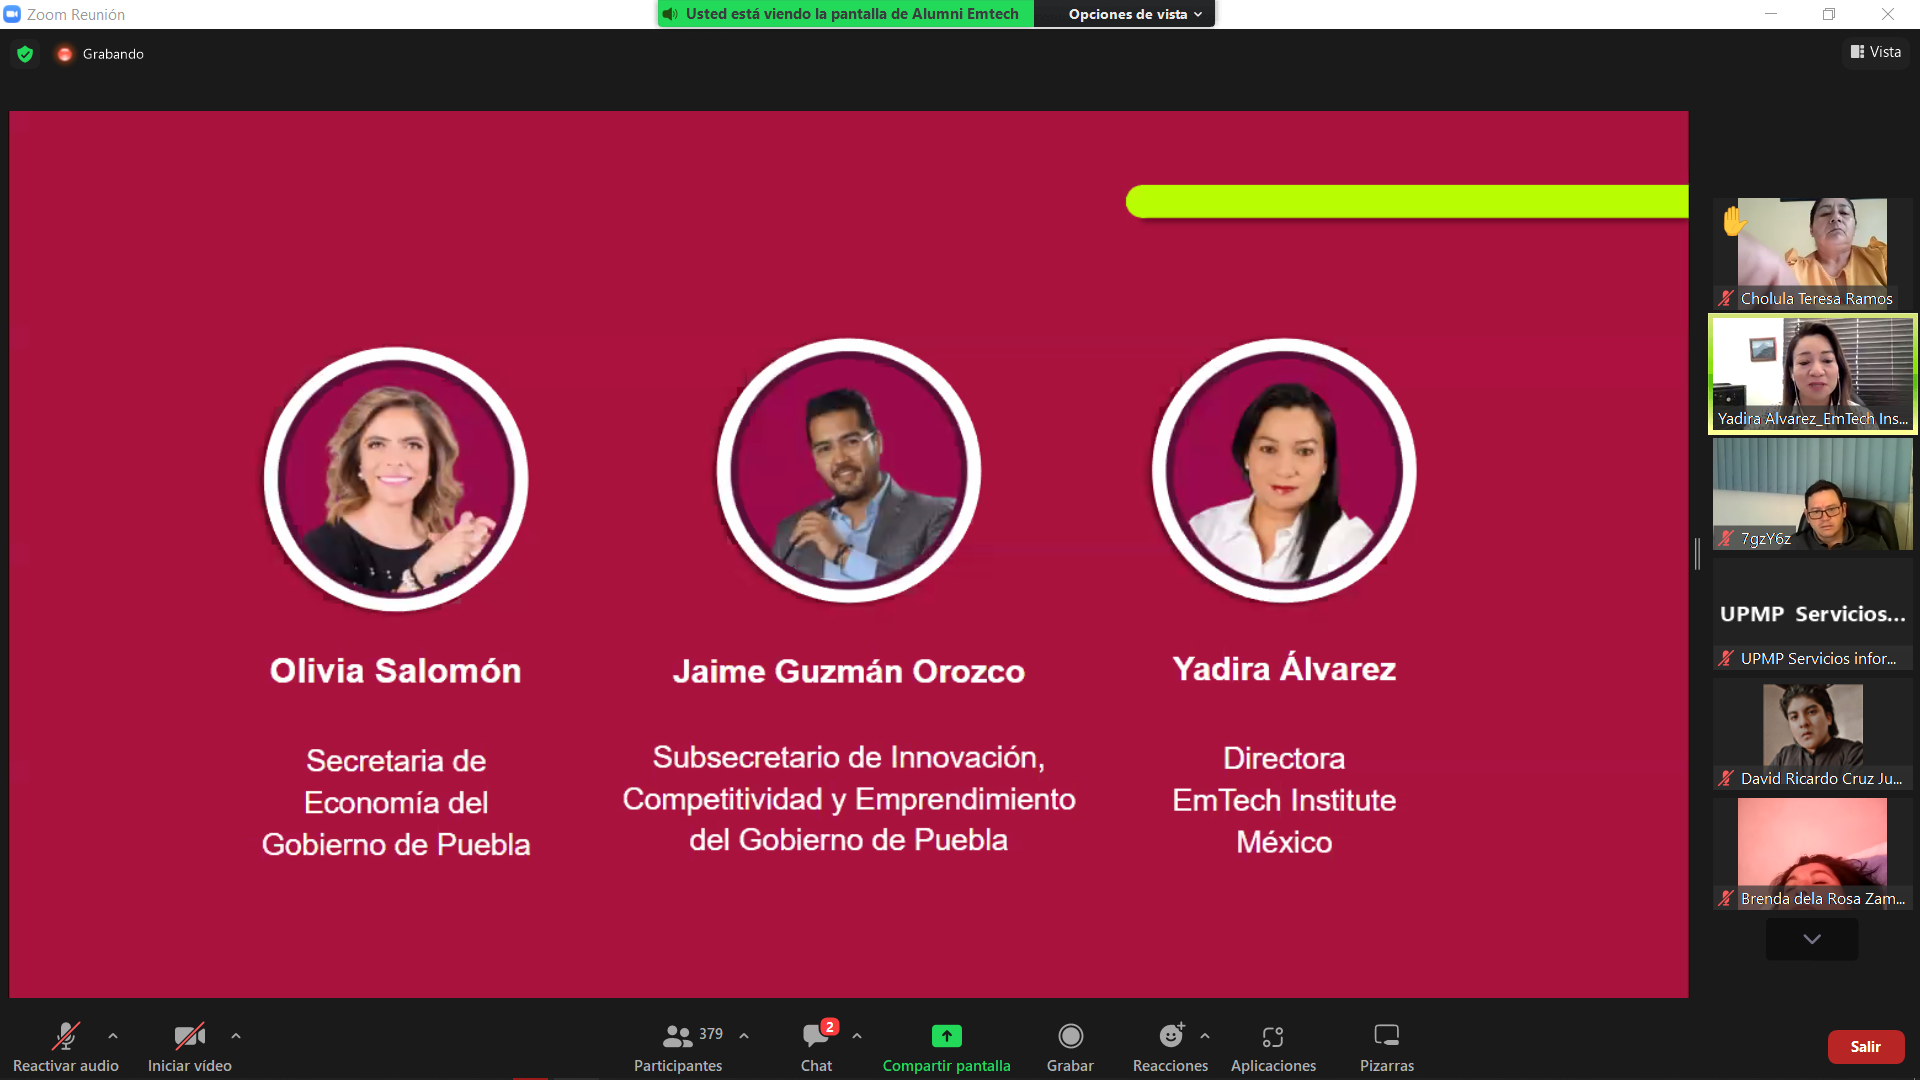 Zoom Reunión
Usted está viendo la pantalla de Alumni Emtech
Opciones de vista
Grabando
Vista
Olivia Salomón
Secretaria de
Economía del
Gobierno de Puebla
Jaime Guzmán Orozco
Subsecretario de Innovación,
Competitividad y Emprendimiento
del Gobierno de Puebla
Yadira Álvarez
Directora
EmTech Institute
México
Cholula Teresa Ramos
Yadira Alvarez_EmTech Ins...
7gzY6z
UPMP Servicios...
UPMP Servicios infor...
David Ricardo Cruz Ju...
Brenda dela Rosa Zam...
Reactivar audio
Iniciar vídeo
379
Participantes
2
Chat
Compartir pantalla
Grabar
Reacciones
Aplicaciones
Pizarras
Salir